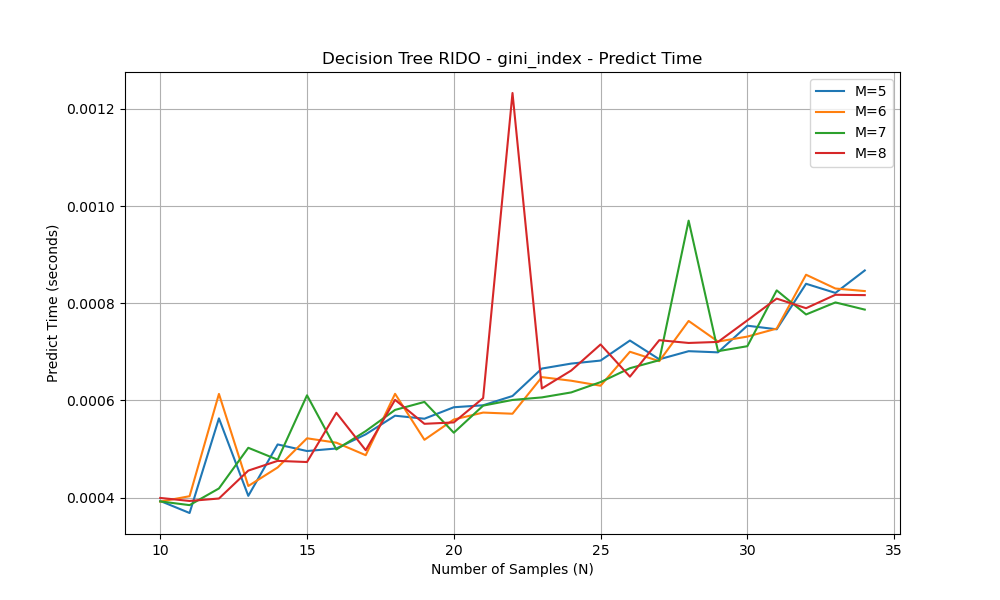 Decision Tree RIDO - gini_index - Predict Time
M=5
M=6
M=7
M=8
0.0012
0.0010
0.0008
0.0006
0.0004
Predict Time (seconds)
10 15 20 25 30 35
Number of Samples (N)